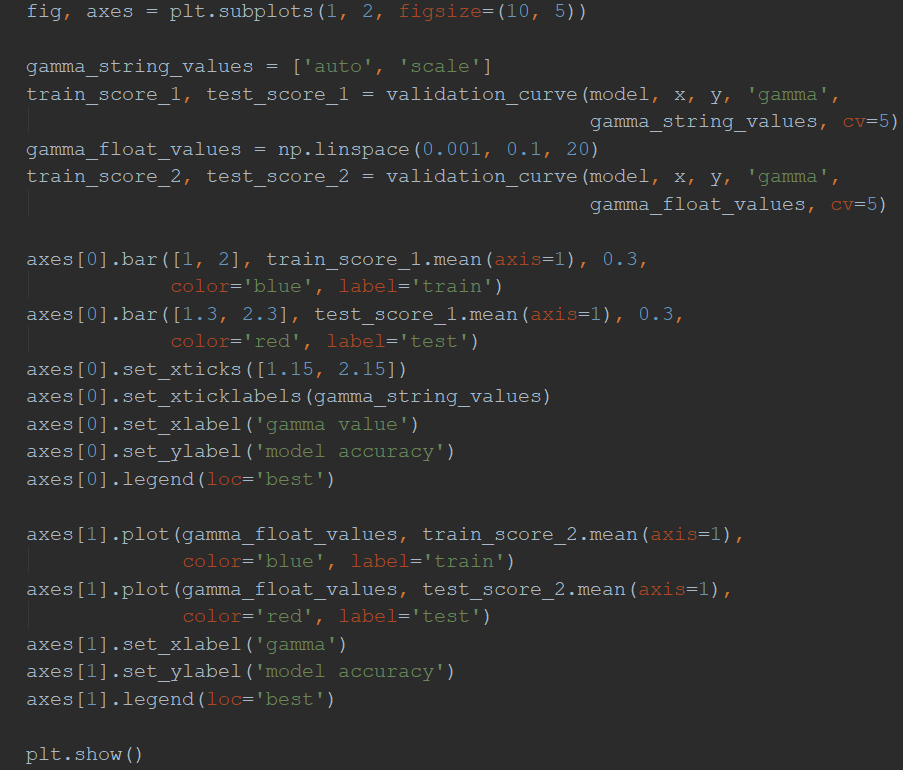 fig, axes = plt.subplots(1, 2, figsize=(10, 5))
gamma_string_values = ['auto', 'scale']
train_score_1, test_score_1 = validation_curve(model, x, y, 'gamma',
gamma_string_values, cv=5)
gamma_float_values = np.linspace(0.001, 0.1, 20)
train_score_2, test_score_2 = validation_curve(model, x, y, 'gamma',
gamma_float_values, cv=5)
axes[0].bar([1, 2], train_score_1.mean(axis=1), 0.3,
color='blue', label='train')
axes[0].bar([1.3, 2.3], test_score_1.mean(axis=1), 0.3,
color='red', label='test')
axes[0].set_xticks([1.15, 2.15])
axes[0].set_xticklabels(gamma_string_values)
axes[0].set_xlabel('gamma value')
axes[0].set_ylabel('model accuracy')
axes[0].legend(loc='best')
axes[1].plot(gamma_float_values, train_score_2.mean(axis=1),
color='blue', label='train')
axes[1].plot(gamma_float_values, test_score_2.mean(axis=1),
color='red', label='test')
axes[1].set_xlabel('gamma')
axes[1].set_ylabel('model accuracy')
axes[1].legend(loc='best')
plt.show()